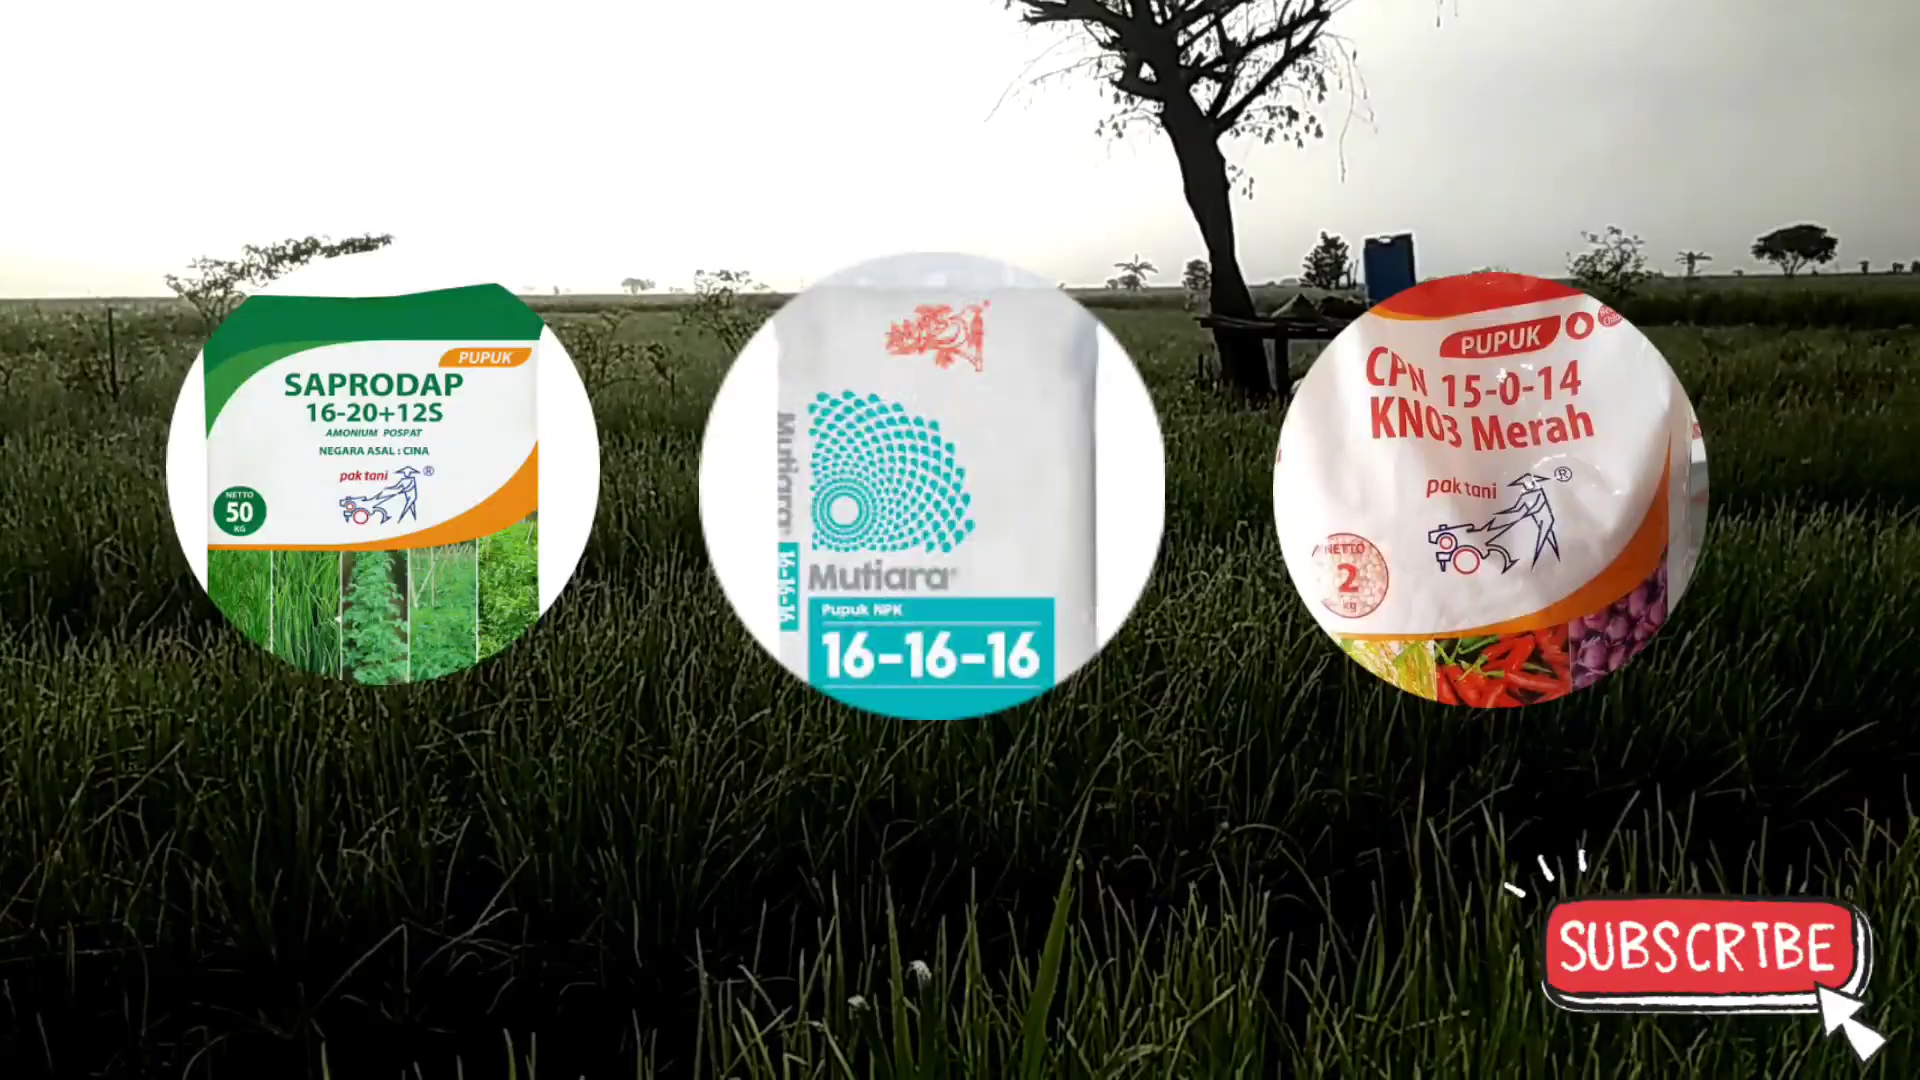 PUPUK
SAPRODAP
16-20+12S
AMONIUM POSPAT
NEGARA ASAL : CINA
pak tani ®
NETTO
50
KG
Mutiara
16-16-16
Mutiara
Pupuk NPK
16-16-16
PUPUK
CPN 15-0-14
KNO3 Merah
pak tani ®
NETTO
2
kg
SUBSCRIBE